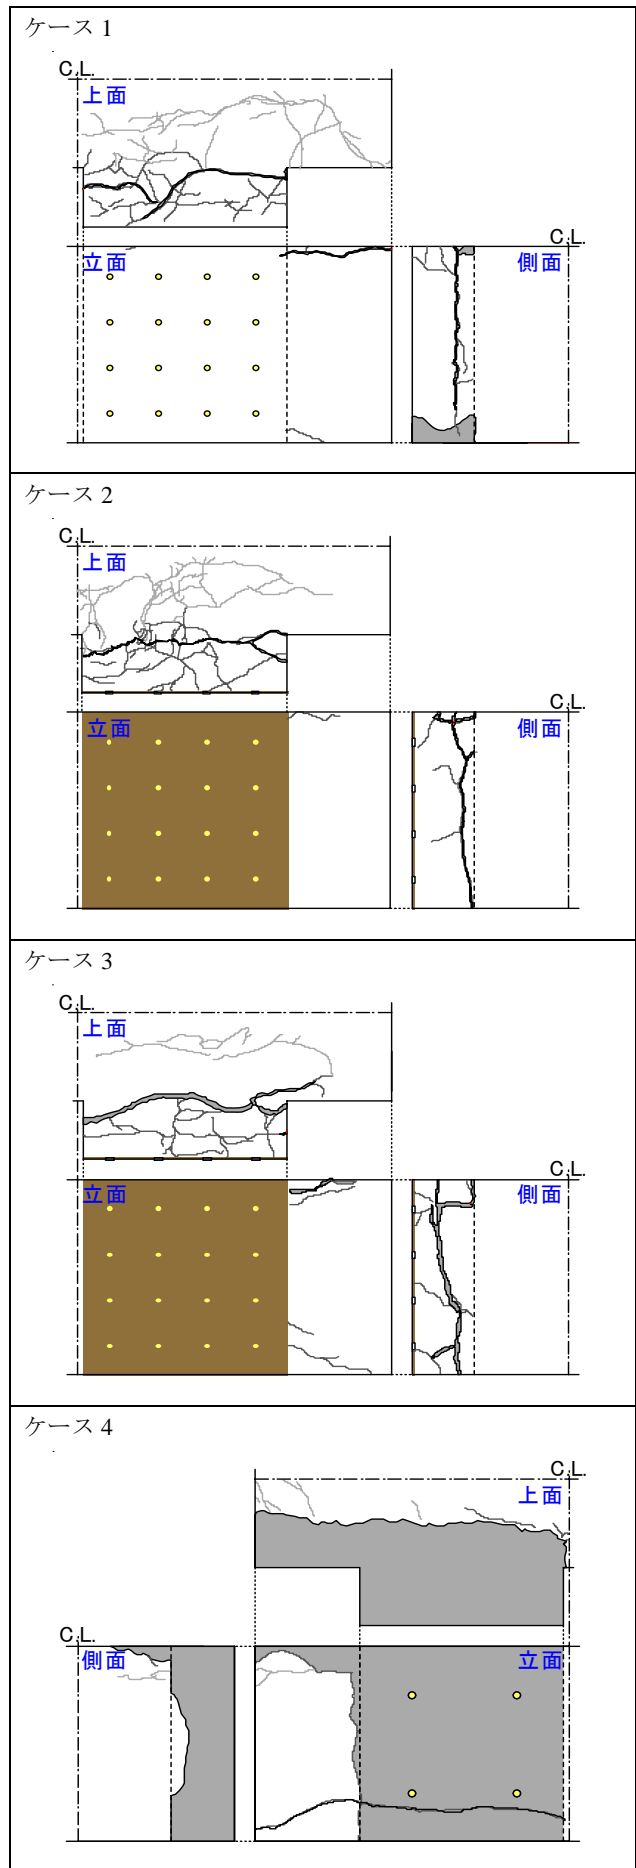 ケース 1
C.L.
上面
C.L.
立面
側面
ケース 2
C.L.
上面
C.L.
立面
側面
ケース 3
C.L.
上面
C.L.
立面
側面
ケース 4
C.L.
上面
C.L.
側面
立面